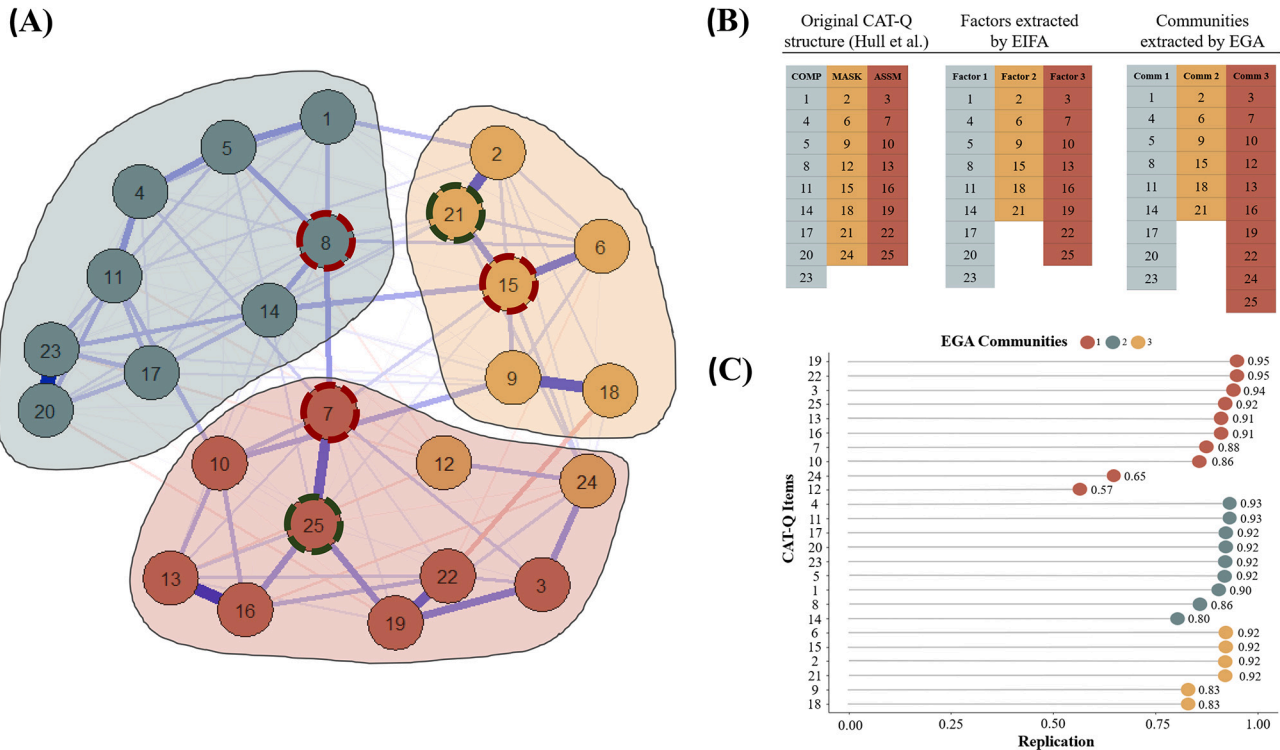 (A)
1
5
4
8
11
14
23
17
20
2
21
6
15
9
18
7
10
12
24
25
13
16
22
3
19
(B)
Original CAT-Q
structure (Hull et al.)
Factors extracted
by EIFA
Communities
extracted by EGA
COMP MASK ASSM
1 2 3
4 6 7
5 9 10
8 12 13
11 15 16
14 18 19
17 21 22
20 24 25
23
Factor 1 Factor 2 Factor 3
1 2 3
4 6 7
5 9 10
8 15 13
11 18 16
14 21 19
17 22
20 25
23
Comm 1 Comm 2 Comm 3
1 2 3
4 6 7
5 9 10
8 15 12
11 18 13
14 21 16
17 19
20 22
23 24
25
(C)
EGA Communities 1 2 3
CAT-Q Items
19 0.95
22 0.95
3 0.94
25 0.92
13 0.91
16 0.91
7 0.88
10 0.86
24 0.65
12 0.57
4 0.93
11 0.93
17 0.92
20 0.92
23 0.92
5 0.92
1 0.90
8 0.86
14 0.80
6 0.92
15 0.92
2 0.92
21 0.92
9 0.83
18 0.83
0.00 0.25 0.50 0.75 1.00
Replication